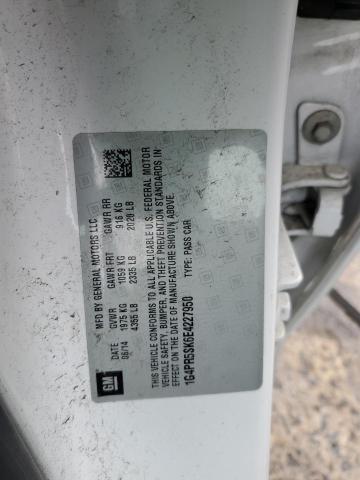 GM
MFD BY GENERAL MOTORS LLC
DATE GVWR GAWR FRT GAWR RR
06/14 1975 KG 1059 KG 916 KG
4355 LB 2335 LB 2020 LB
THIS VEHICLE CONFORMS TO ALL APPLICABLE U.S. FEDERAL MOTOR
VEHICLE SAFETY, BUMPER, AND THEFT PREVENTION STANDARDS IN
EFFECT ON THE DATE OF MANUFACTURE SHOWN ABOVE.
1G4PR5SK6E4227950 TYPE: PASS CAR